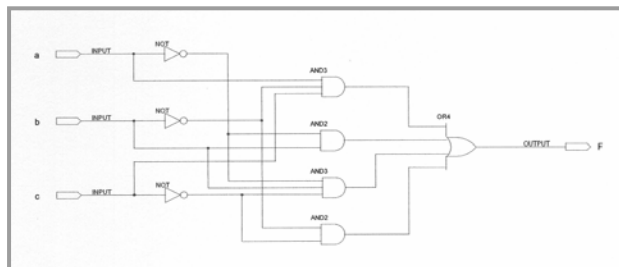 a INPUT NOT
AND3
b INPUT NOT
AND2
OR4
OUTPUT F
AND3
c INPUT NOT
AND2